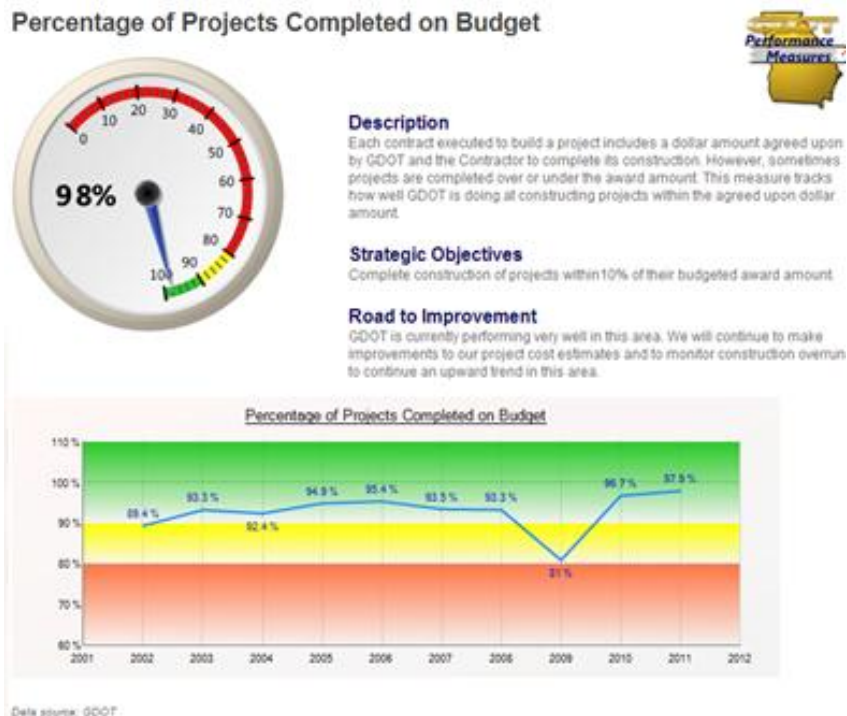 Percentage of Projects Completed on Budget
GDOT
Performance
Measures
0
10
20
30
40
50
60
70
80
90
100
98%
Description
Each contract executed to build a project includes a dollar amount agreed upon
by GDOT and the Contractor to complete its construction. However, sometimes
projects are completed over or under the award amount. This measure tracks
how well GDOT is doing at constructing projects within the agreed upon dollar
amount.
Strategic Objectives
Complete construction of projects within 10% of their budgeted award amount.
Road to Improvement
GDOT is currently performing very well in this area. We will continue to make
improvements to our project cost estimates and to monitor construction overrun
to continue an upward trend in this area.
Percentage of Projects Completed on Budget
110 %
100 %
90 %
80 %
70 %
60 %
89.4 %
93.3 %
92.4 %
94.9 %
95.4 %
93.5 %
93.3 %
81 %
96.7 %
97.9 %
2001 2002 2003 2004 2005 2006 2007 2008 2009 2010 2011 2012
Data source: GDOT